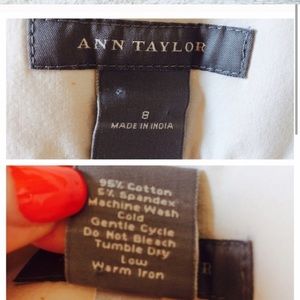 ANN TAYLOR
8
MADE IN INDIA
95% Cotton
5% Spandex
Machine Wash
Cold
Gentle Cycle
Do Not Bleach
Tumble Dry
Low
Warm Iron
R